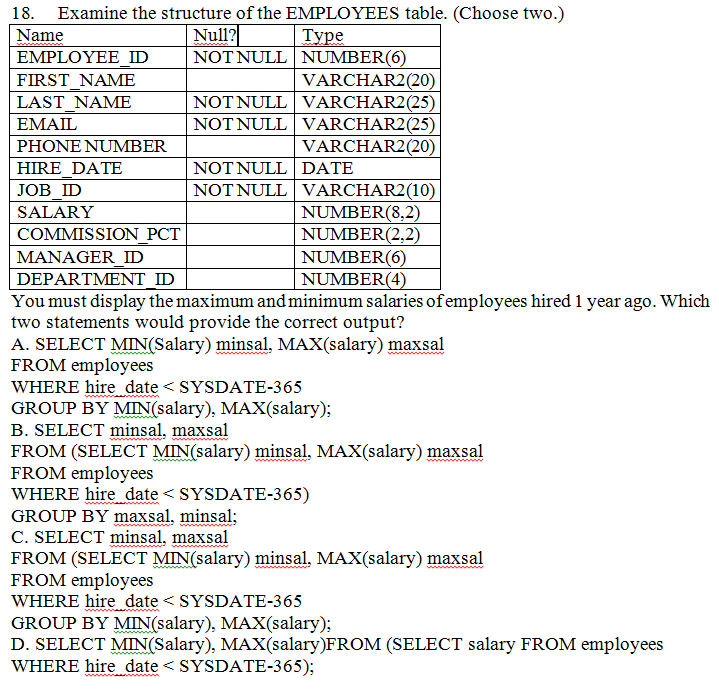 18. Examine the structure of the EMPLOYEES table. (Choose two.)
Name Null? Type
EMPLOYEE_ID NOT NULL NUMBER(6)
FIRST_NAME VARCHAR2(20)
LAST_NAME NOT NULL VARCHAR2(25)
EMAIL NOT NULL VARCHAR2(25)
PHONE NUMBER VARCHAR2(20)
HIRE_DATE NOT NULL DATE
JOB_ID NOT NULL VARCHAR2(10)
SALARY NUMBER(8,2)
COMMISSION_PCT NUMBER(2,2)
MANAGER_ID NUMBER(6)
DEPARTMENT_ID NUMBER(4)
You must display the maximum and minimum salaries of employees hired 1 year ago. Which
two statements would provide the correct output?
A. SELECT MIN(Salary) minsal, MAX(salary) maxsal
FROM employees
WHERE hire_date < SYSDATE-365
GROUP BY MIN(salary), MAX(salary);
B. SELECT minsal, maxsal
FROM (SELECT MIN(salary) minsal, MAX(salary) maxsal
FROM employees
WHERE hire_date < SYSDATE-365)
GROUP BY maxsal, minsal;
C. SELECT minsal, maxsal
FROM (SELECT MIN(salary) minsal, MAX(salary) maxsal
FROM employees
WHERE hire_date < SYSDATE-365
GROUP BY MIN(salary), MAX(salary);
D. SELECT MIN(Salary), MAX(salary)FROM (SELECT salary FROM employees
WHERE hire_date < SYSDATE-365);